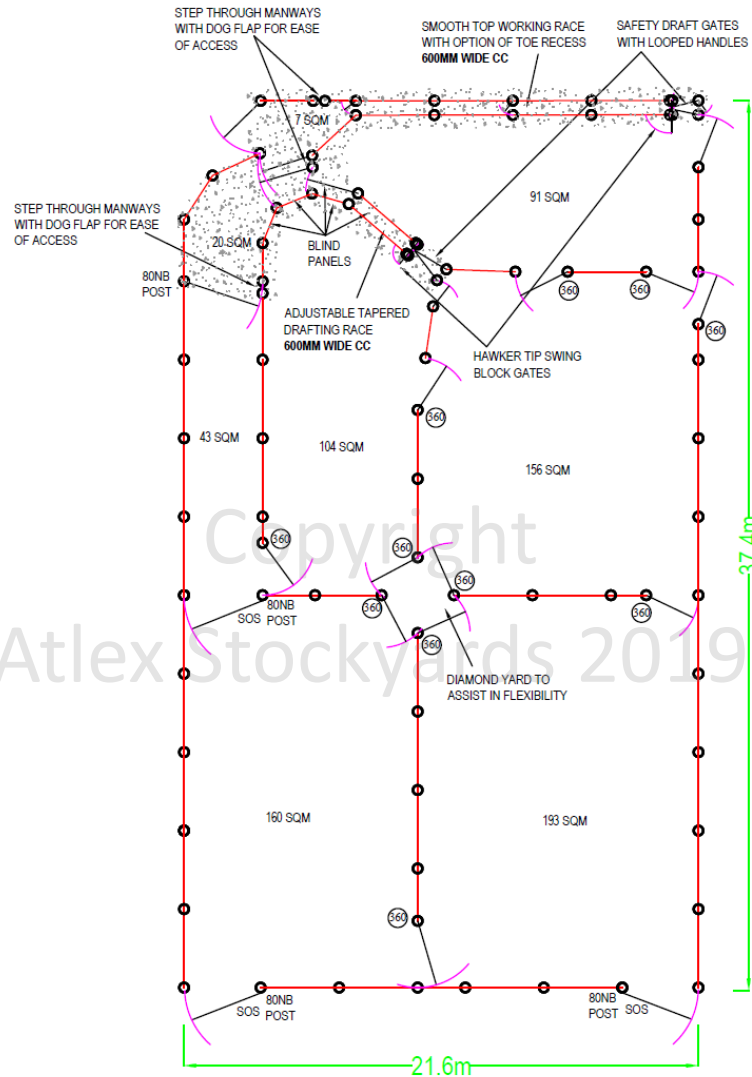 STEP THROUGH MANWAYS
WITH DOG FLAP FOR EASE
OF ACCESS
SMOOTH TOP WORKING RACE
WITH OPTION OF TOE RECESS
600MM WIDE CC
SAFETY DRAFT GATES
WITH LOOPED HANDLES
7 SQM
91 SQM
STEP THROUGH MANWAYS
WITH DOG FLAP FOR EASE
OF ACCESS
20 SQM
BLIND
PANELS
80NB
POST
360
360
ADJUSTABLE TAPERED
DRAFTING RACE
600MM WIDE CC
360
HAWKER TIP SWING
BLOCK GATES
360
43 SQM
104 SQM
156 SQM
Copyright
360
360
37.4m
360
360
360
SOS
80NB
POST
360
Atlex Stockyards 2019
DIAMOND YARD TO
ASSIST IN FLEXIBILITY
160 SQM
193 SQM
360
SOS
80NB
POST
80NB
POST
SOS
21.6m